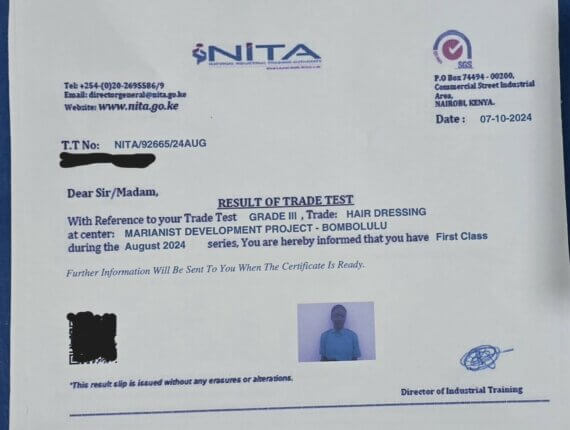 NITA
NATIONAL INDUSTRIAL TRAINING AUTHORITY
SGS
Tel: +254-(0)20-2695586/9
Email: directorgeneral@nita.go.ke
Website: www.nita.go.ke
P.O Box 74494 - 00200,
Commercial Street Industrial
Area,
NAIROBI, KENYA.
Date : 07-10-2024
T.T No: NITA/92665/24AUG
Dear Sir/Madam,
RESULT OF TRADE TEST
With Reference to your Trade Test GRADE III , Trade: HAIR DRESSING
at center: MARIANIST DEVELOPMENT PROJECT - BOMBOLULU
during the August 2024 series, You are hereby informed that you have First Class
Further Information Will Be Sent To You When The Certificate Is Ready.
*This result slip is issued without any erasures or alterations.
Director of Industrial Training